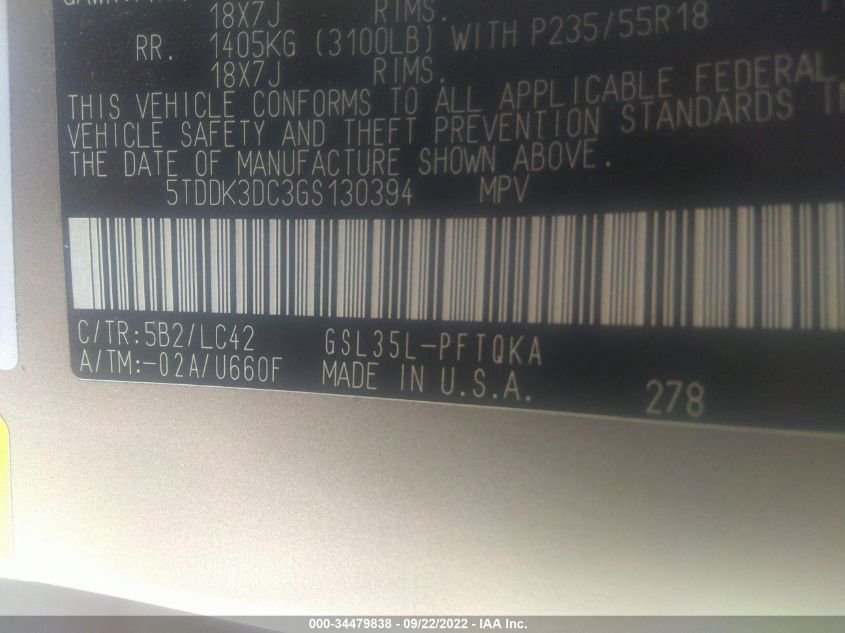 18X7J RIMS.
RR. 1405KG (3100LB) WITH P235/55R18
18X7J RIMS.
THIS VEHICLE CONFORMS TO ALL APPLICABLE FEDERAL
VEHICLE SAFETY AND THEFT PREVENTION STANDARDS
THE DATE OF MANUFACTURE SHOWN ABOVE.
5TDDK3DC3GS130394 MPV
C/TR:5B2/LC42 GSL35L-PFTQKA
A/TM:-02A/U660F MADE IN U.S.A. 278
000-34479838 - 09/22/2022 - IAA Inc.